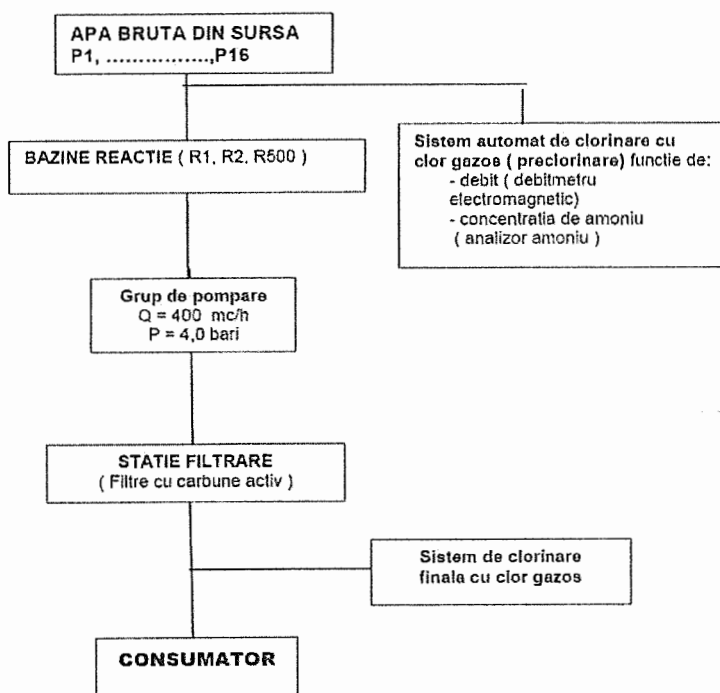 APA BRUTA DIN SURSA
P1, ................,P16
BAZINE REACTIE ( R1, R2, R500 )
Sistem automat de clorinare cu
clor gazos ( preclorinare) functie de:
- debit ( debitmetru
electromagnetic)
- concentratia de amoniu
( analizor amoniu )
Grup de pompare
Q = 400 mc/h
P = 4,0 bari
STATIE FILTRARE
( Filtre cu carbune activ )
Sistem de clorinare
finala cu clor gazos
CONSUMATOR